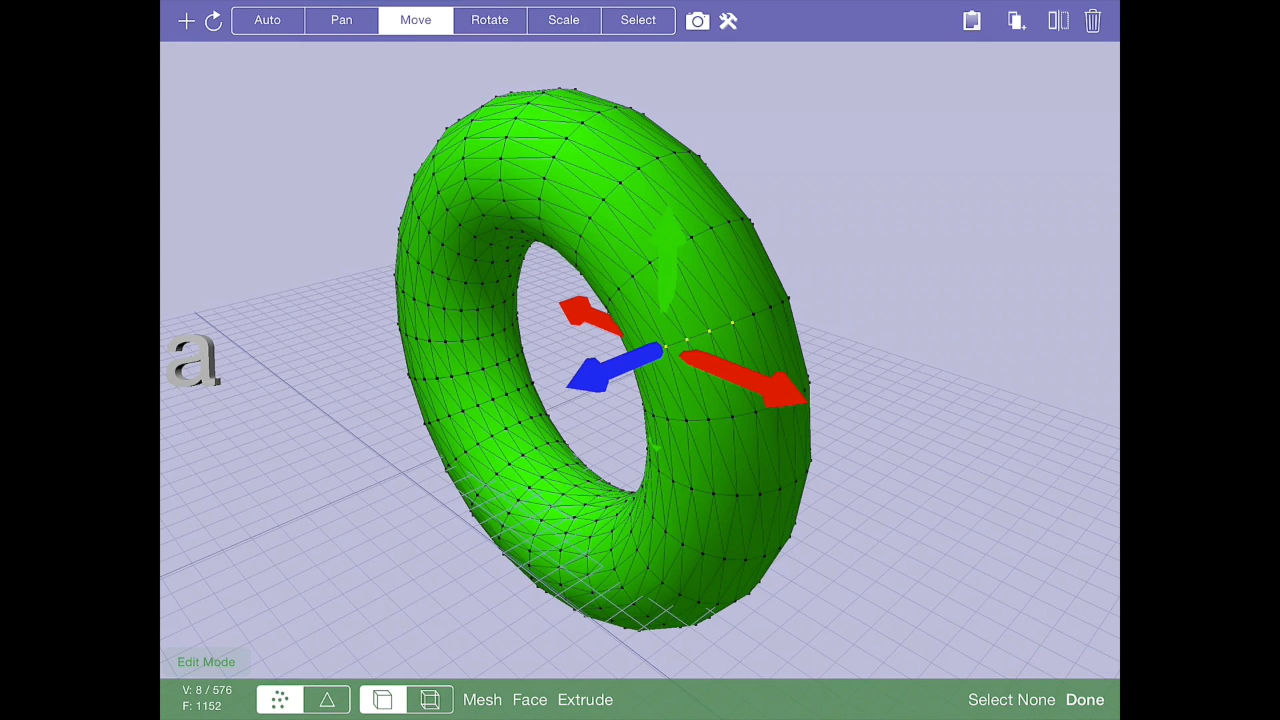 Auto Pan Move Rotate Scale Select
a
Edit Mode
V: 8 / 576
F: 1152
Mesh Face Extrude
Select None Done